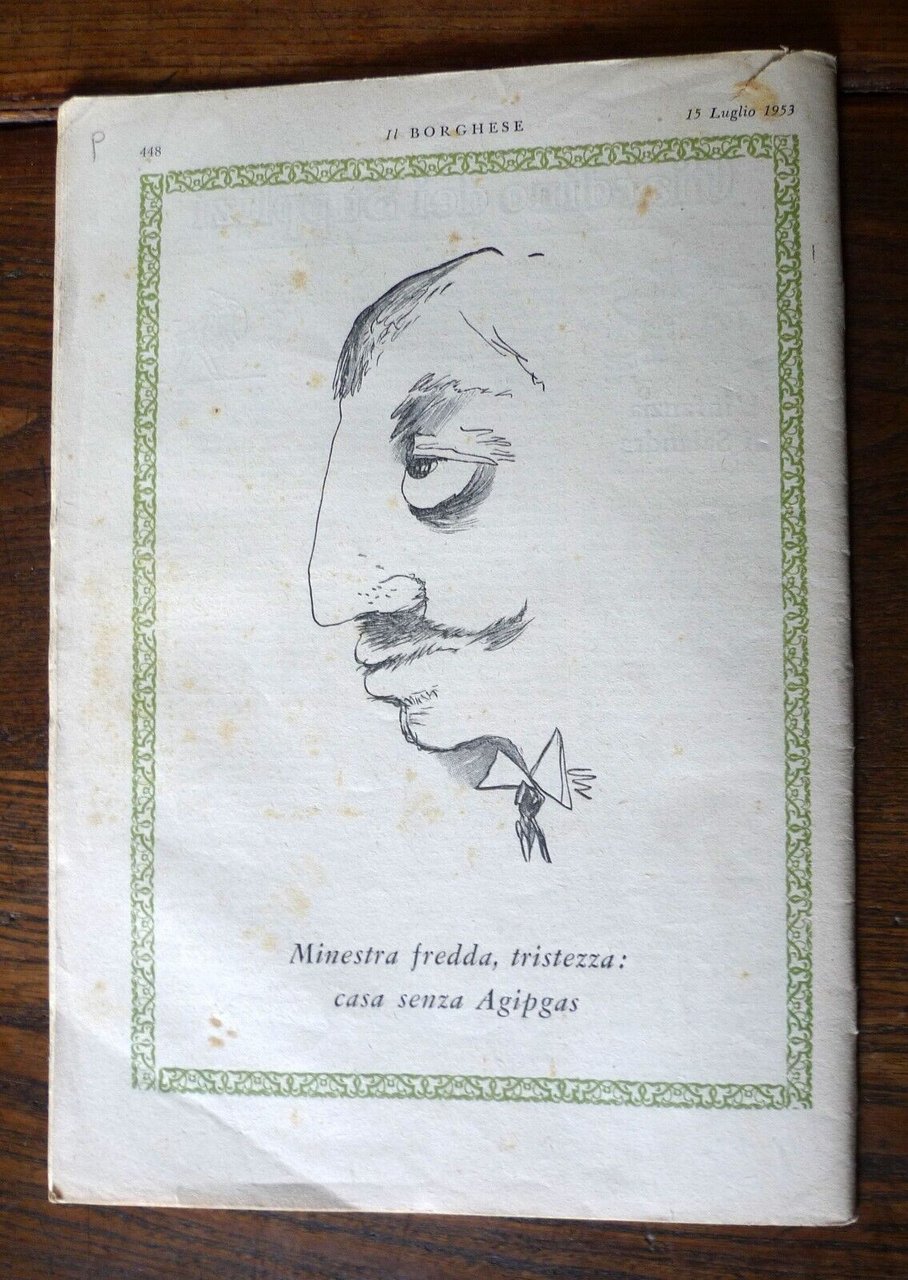 P
448
Il BORGHESE
15 Luglio 1953
Minestra fredda, tristezza:
casa senza Agipgas